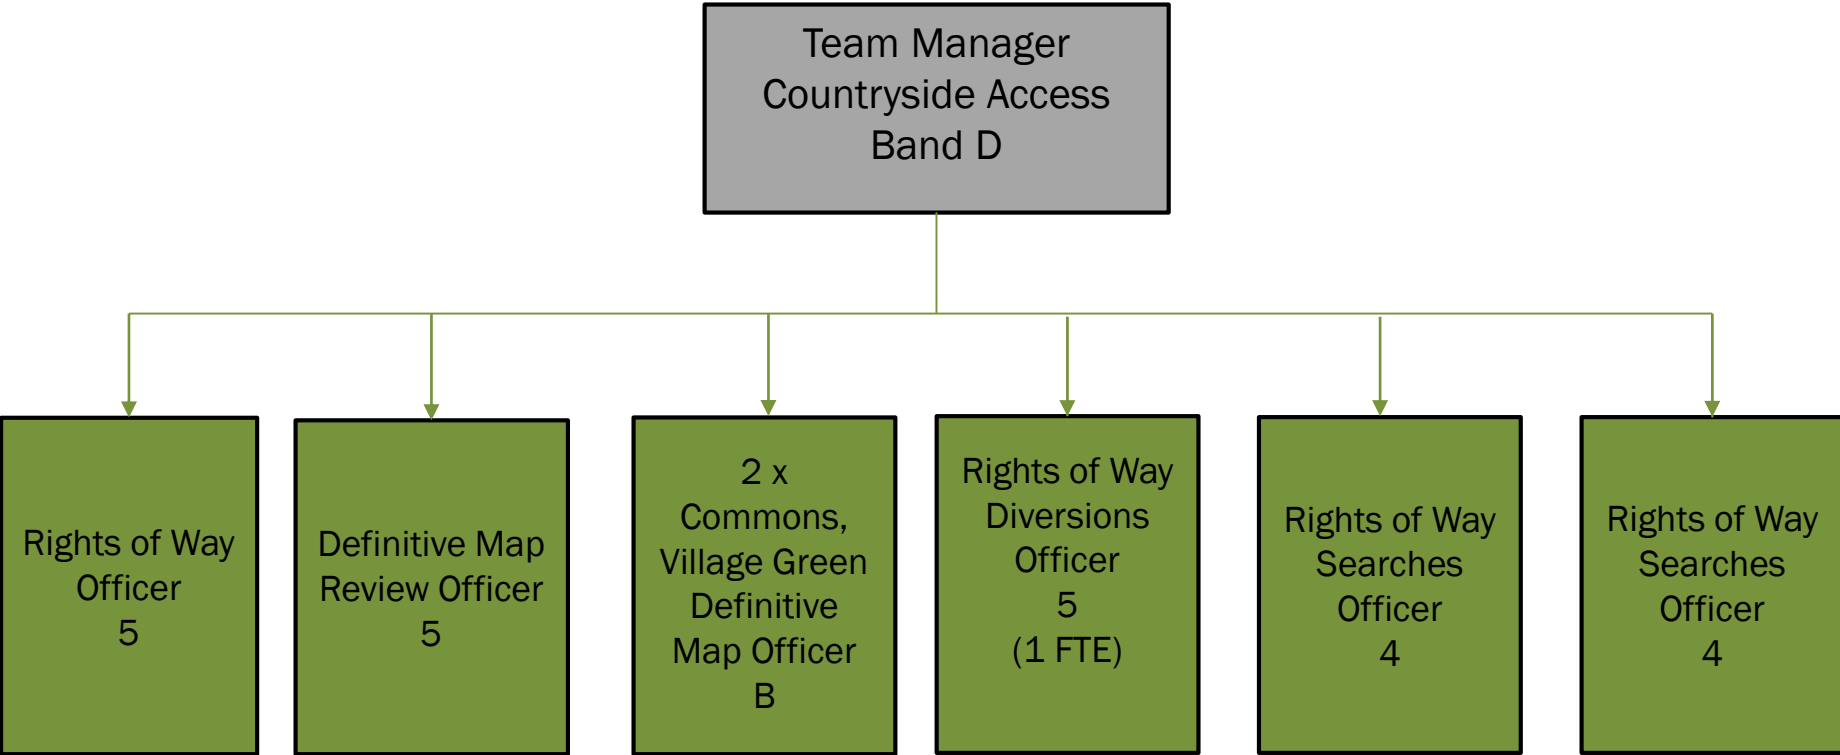 Team Manager
Countryside Access
Band D
Rights of Way
Officer
5
Definitive Map
Review Officer
5
2 x
Commons,
Village Green
Definitive
Map Officer
B
Rights of Way
Diversions
Officer
5
(1 FTE)
Rights of Way
Searches
Officer
4
Rights of Way
Searches
Officer
4